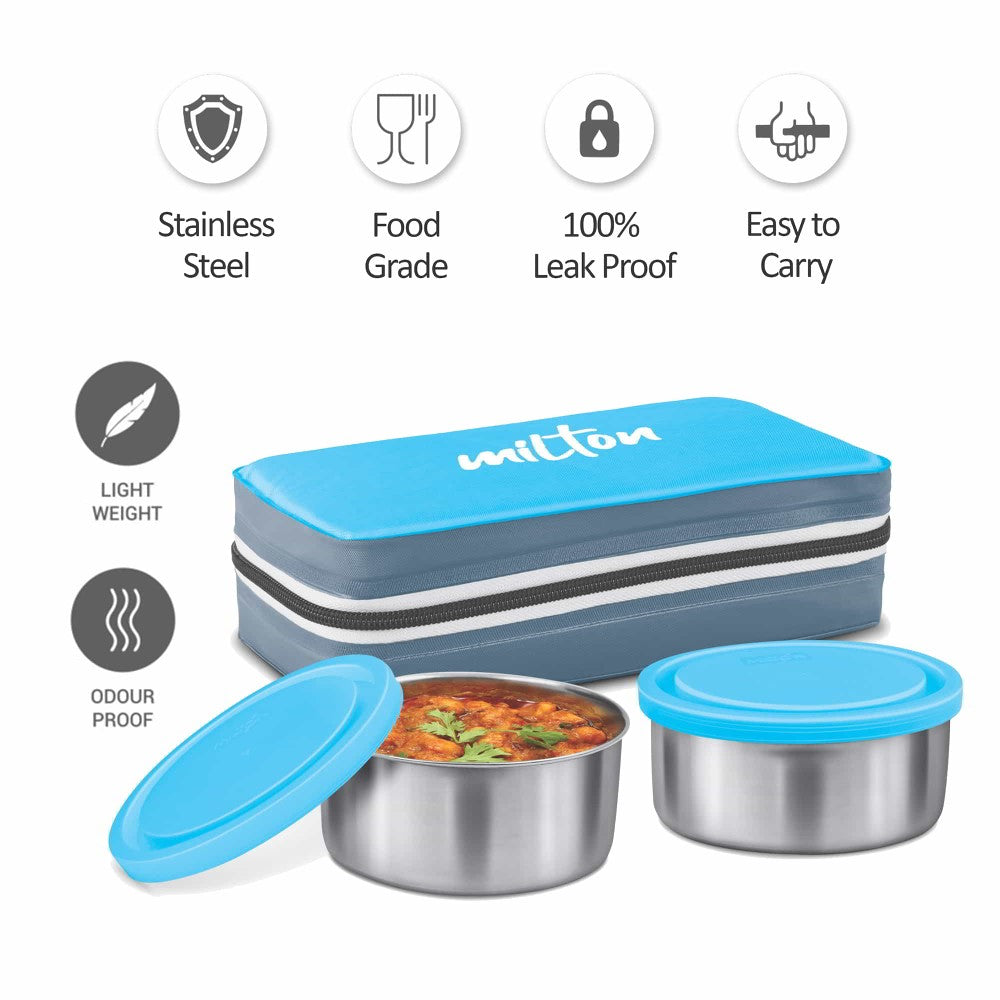 Stainless
Steel
Food
Grade
100%
Leak Proof
Easy to
Carry
LIGHT
WEIGHT
milton
ODOUR
PROOF